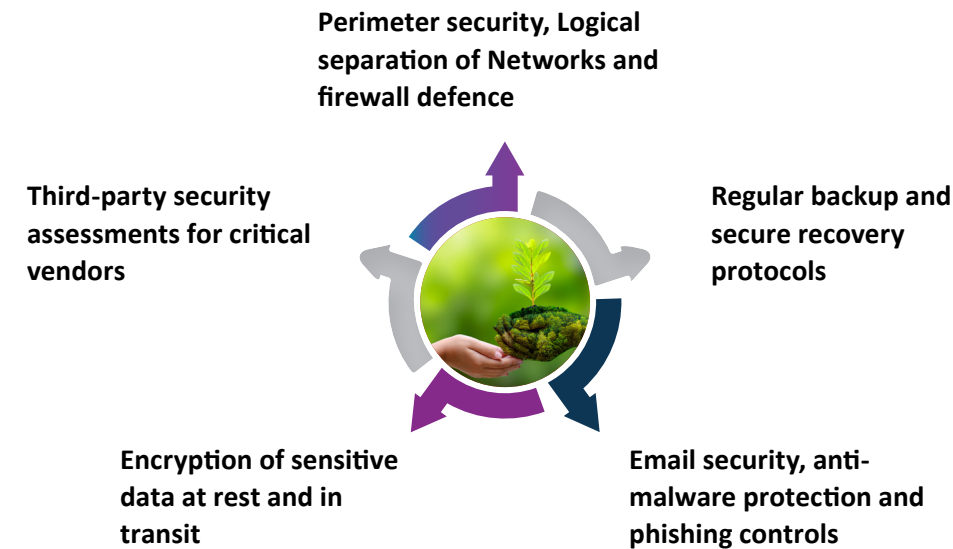 Perimeter security, Logical
separation of Networks and
firewall defence
Third-party security
assessments for critical
vendors
Regular backup and
secure recovery
protocols
Encryption of sensitive
data at rest and in
transit
Email security, anti-
malware protection and
phishing controls